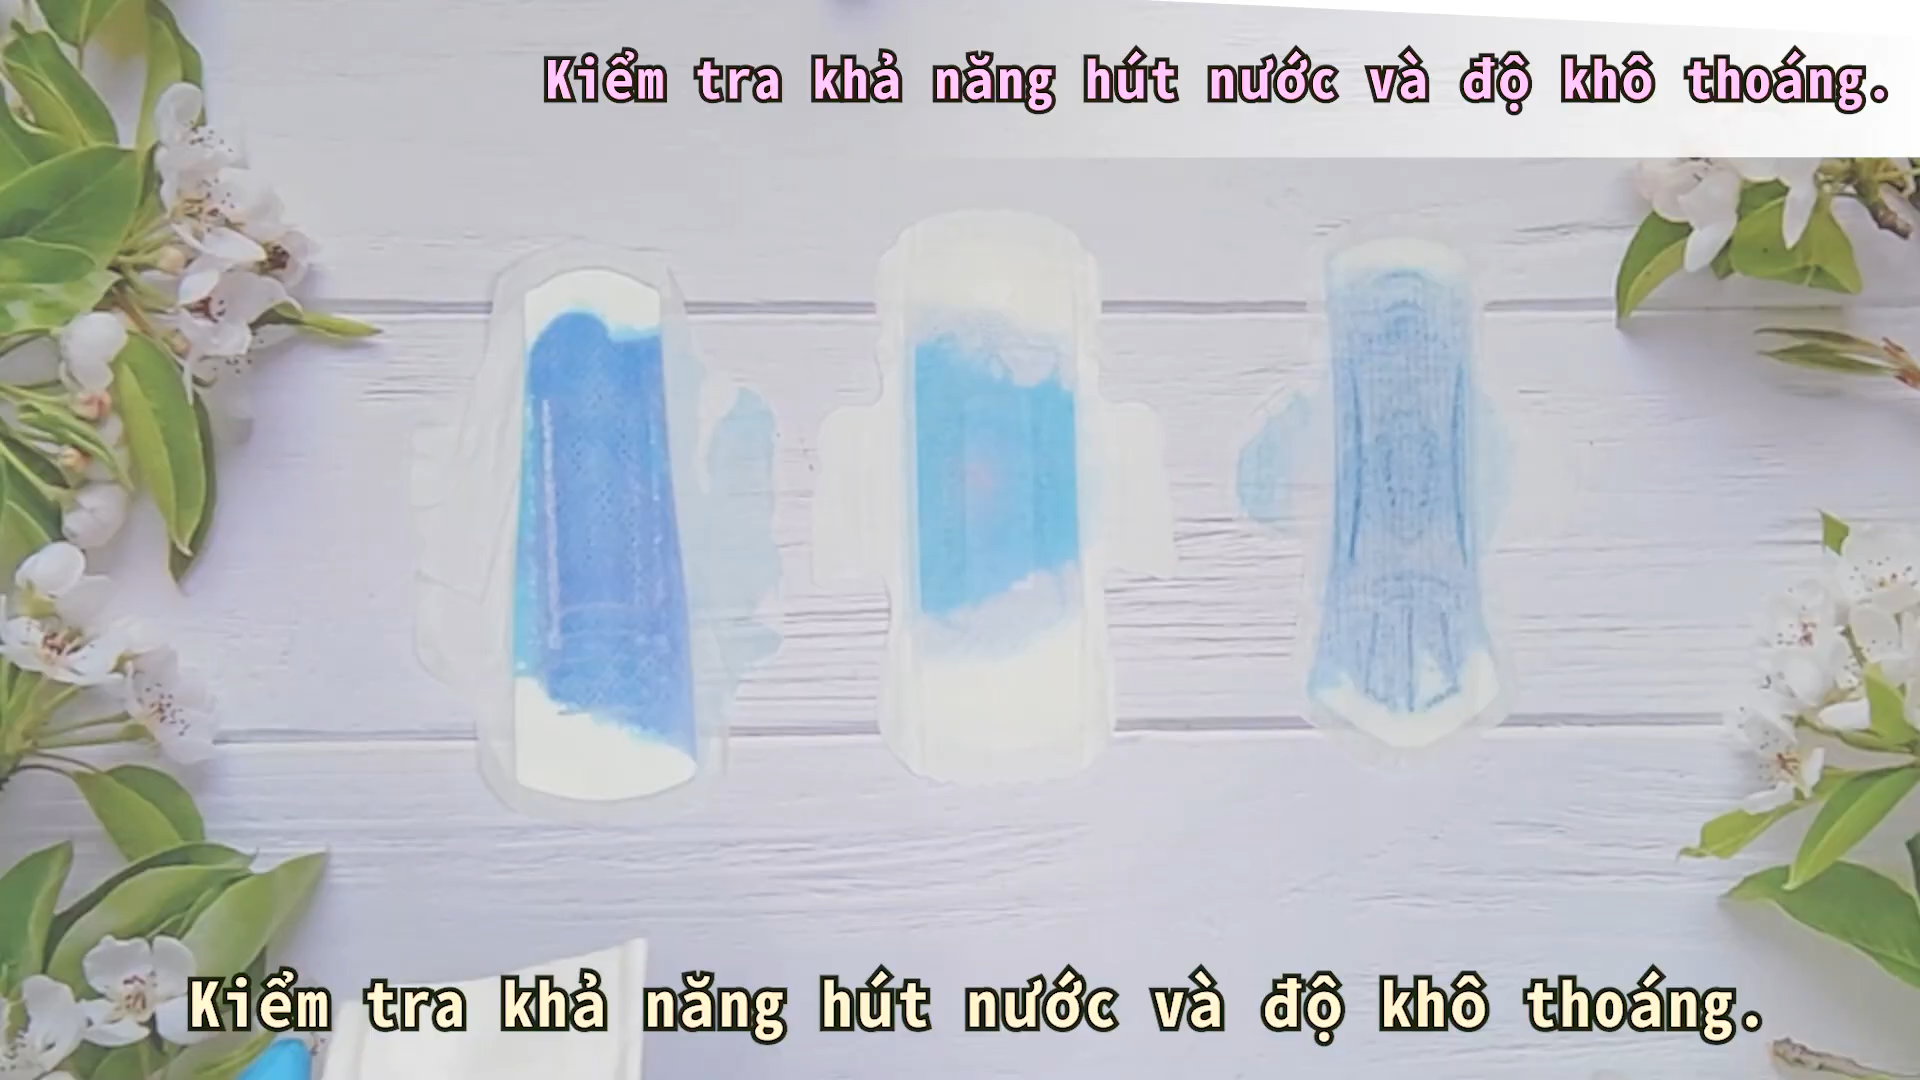 Kiểm tra khả năng hút nước và độ khô thoáng.
Kiểm tra khả năng hút nước và độ khô thoáng.